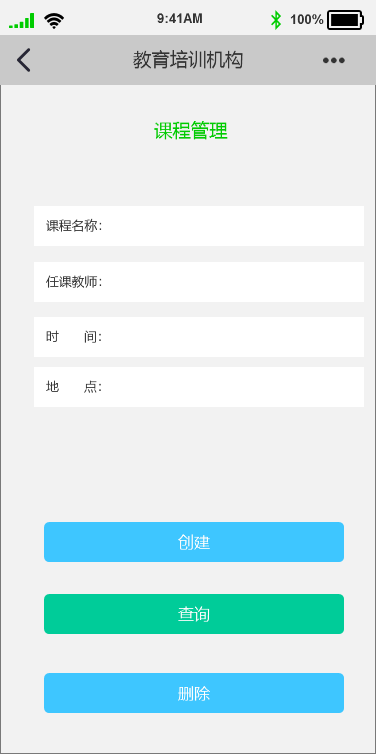 9:41AM 100%
教育培训机构
课程管理
课程名称:
任课教师:
时 间:
地 点:
创建
查询
删除